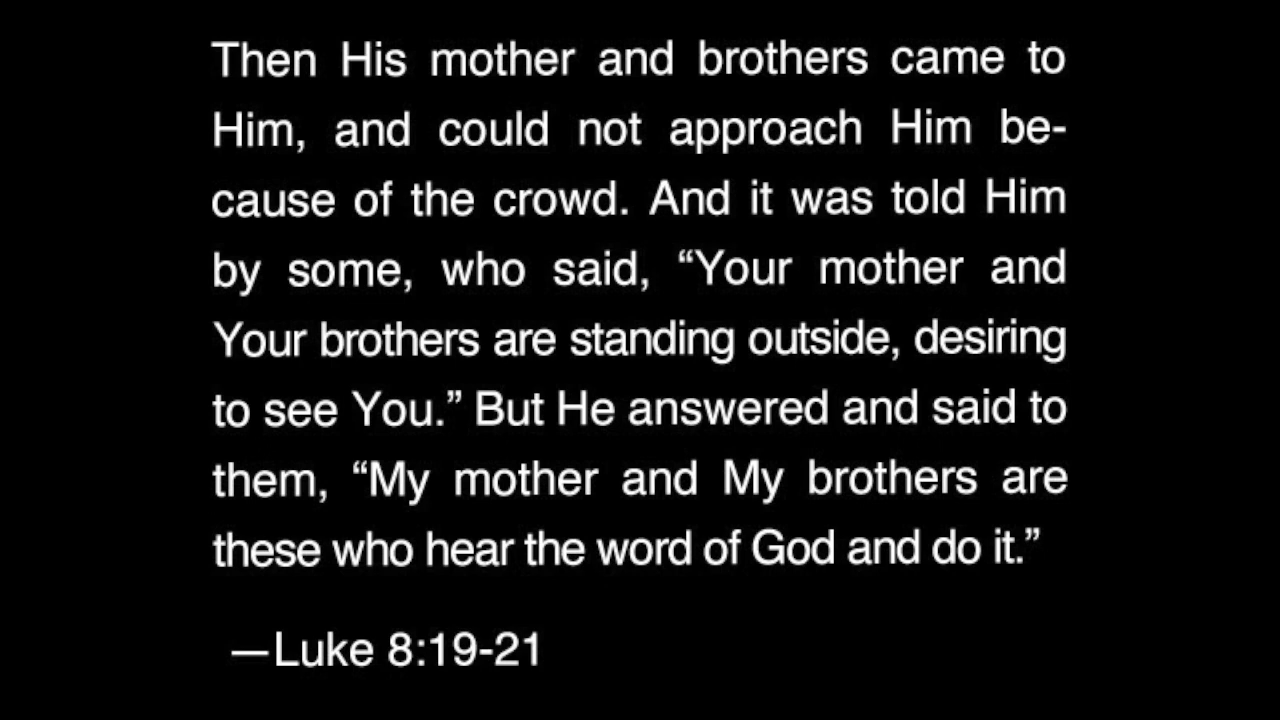 Then His mother and brothers came to
Him, and could not approach Him be-
cause of the crowd. And it was told Him
by some, who said, “Your mother and
Your brothers are standing outside, desiring
to see You.” But He answered and said to
them, “My mother and My brothers are
these who hear the word of God and do it.”
—Luke 8:19-21